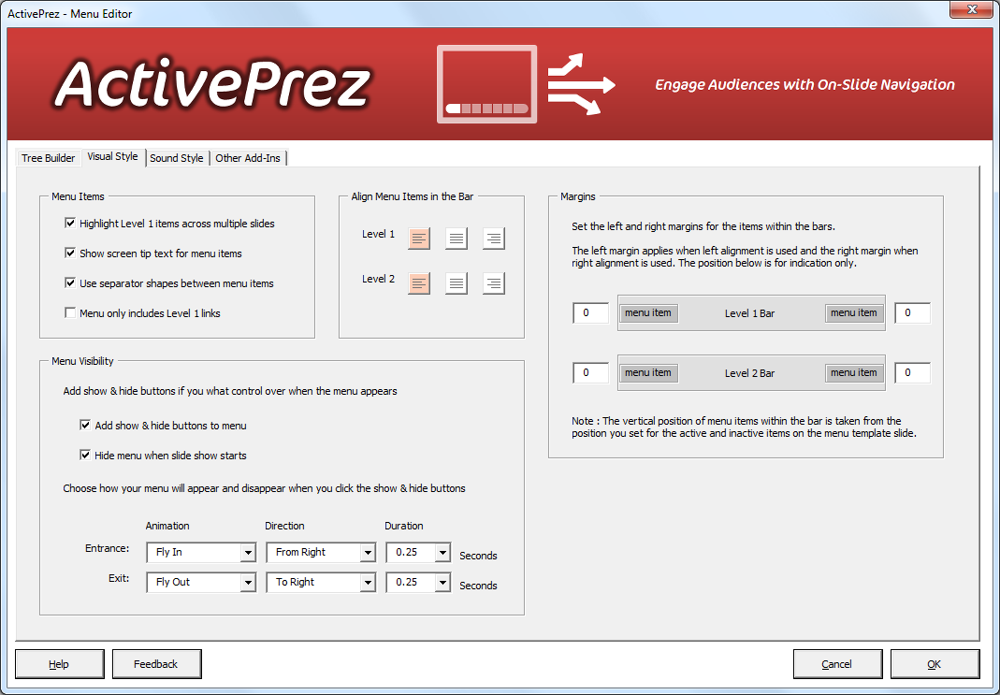 ActivePrez - Menu Editor
ActivePrez
Engage Audiences with On-Slide Navigation
Tree Builder
Visual Style
Sound Style
Other Add-Ins
Menu Items
Highlight Level 1 items across multiple slides
Show screen tip text for menu items
Use separator shapes between menu items
Menu only includes Level 1 links
Align Menu Items in the Bar
Level 1
Level 2
Margins
Set the left and right margins for the items within the bars.
The left margin applies when left alignment is used and the right margin when
right alignment is used. The position below is for indication only.
0 menu item Level 1 Bar menu item 0
0 menu item Level 2 Bar menu item 0
Note : The vertical position of menu items within the bar is taken from the
position you set for the active and inactive items on the menu template slide.
Menu Visibility
Add show & hide buttons if you what control over when the menu appears
Add show & hide buttons to menu
Hide menu when slide show starts
Choose how your menu will appear and disappear when you click the show & hide buttons
Animation Direction Duration
Entrance: Fly In From Right 0.25 Seconds
Exit: Fly Out To Right 0.25 Seconds
Help
Feedback
Cancel
OK